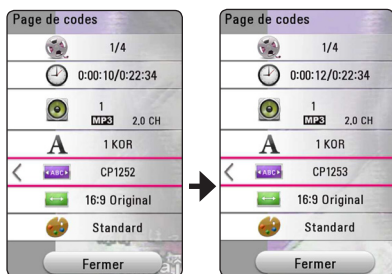 Page de codes
1/4
0:00:10/0:22:34
1
MP3 2,0 CH
A 1 KOR
ABC CP1252
16:9 Original
Standard
Fermer
Page de codes
1/4
0:00:12/0:22:34
1
MP3 2,0 CH
A 1 KOR
ABC CP1253
16:9 Original
Standard
Fermer